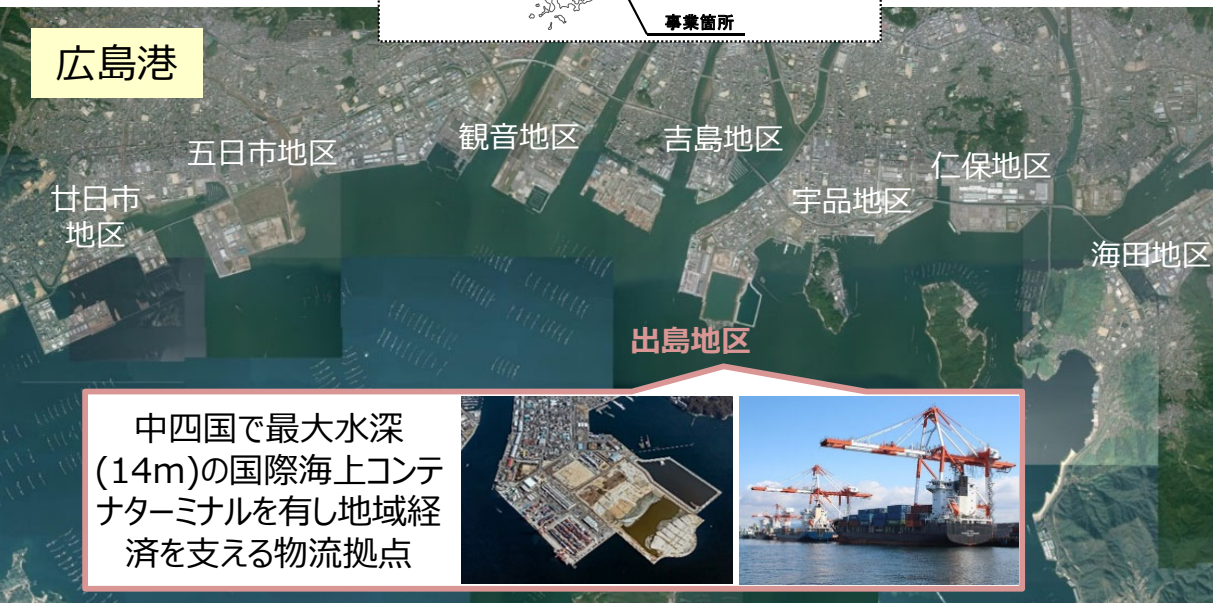 事業箇所
広島港
五日市地区
観音地区
吉島地区
仁保地区
廿日市
地区
宇品地区
海田地区
出島地区
中四国で最大水深
(14m)の国際海上コンテ
ナターミナルを有し地域経
済を支える物流拠点